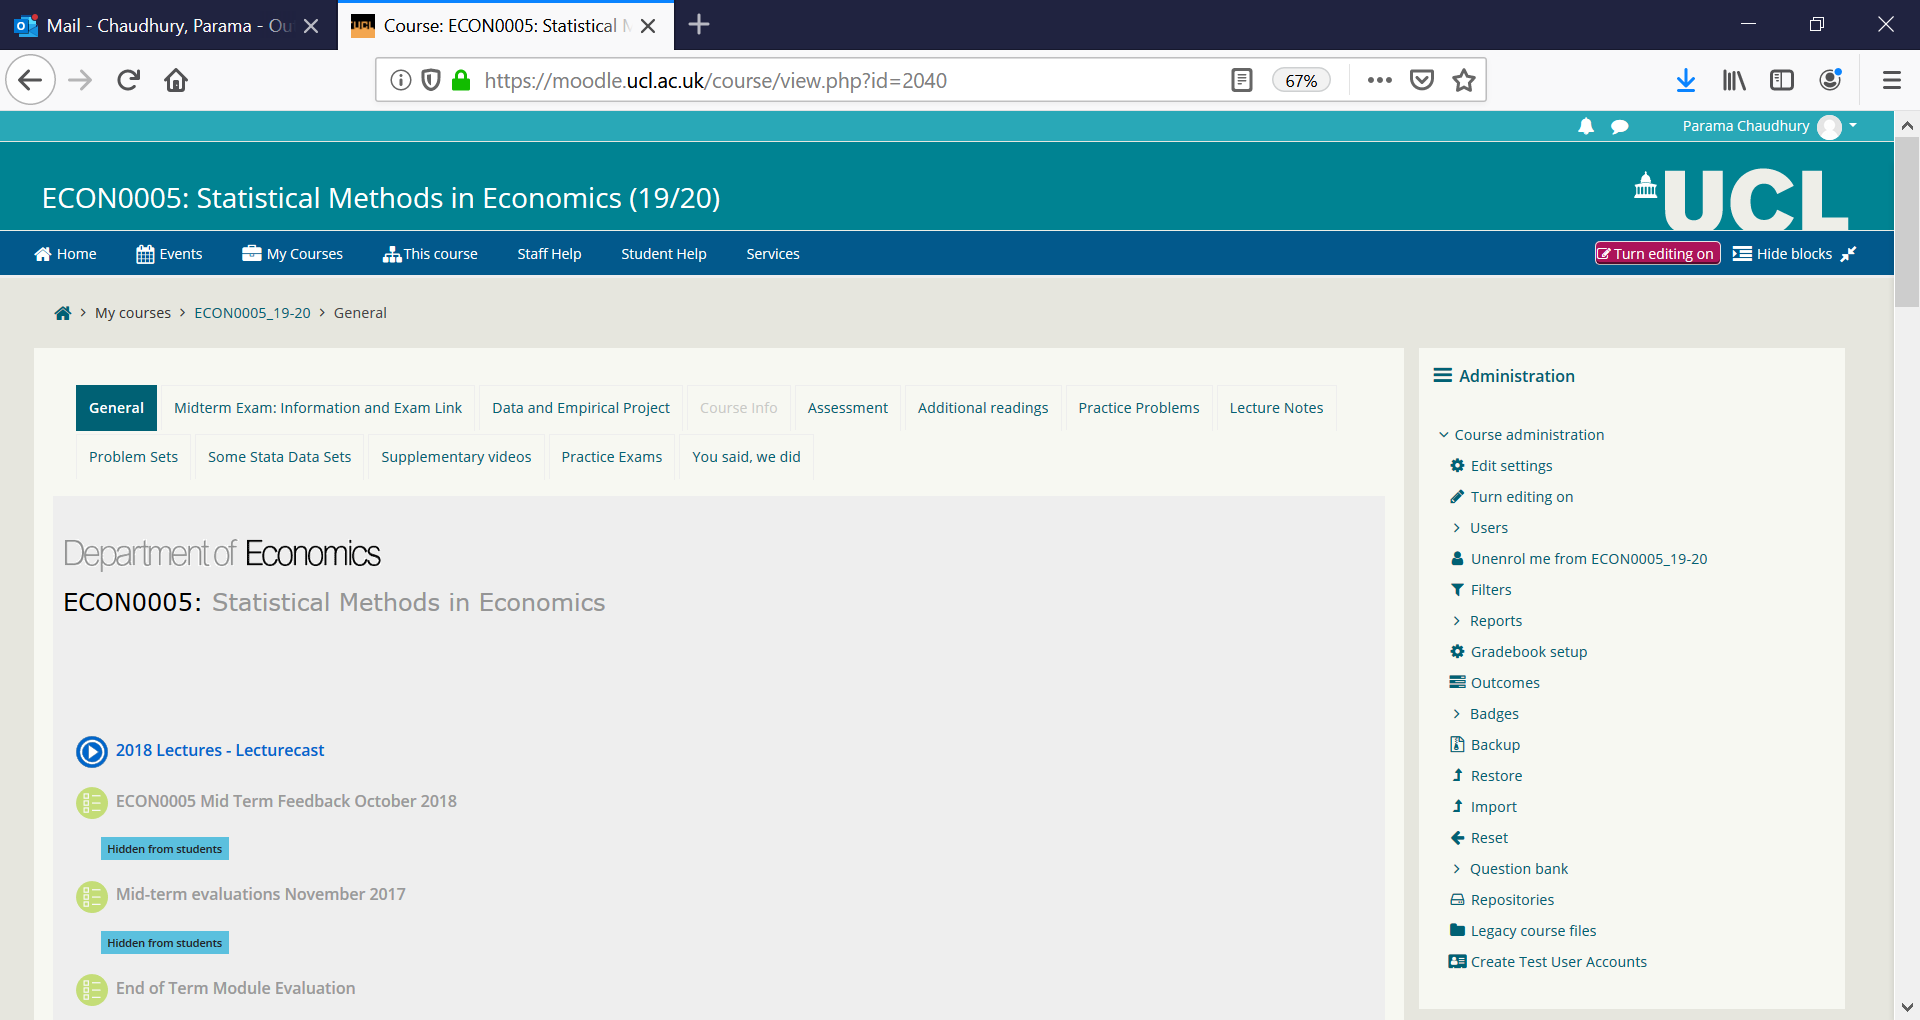 Mail - Chaudhury, Parama - Ou
Course: ECON0005: Statistical M
https://moodle.ucl.ac.uk/course/view.php?id=2040
67%
Parama Chaudhury
ECON0005: Statistical Methods in Economics (19/20)
UCL
Home
Events
My Courses
This course
Staff Help
Student Help
Services
Turn editing on
Hide blocks
My courses > ECON0005_19-20 > General
General
Midterm Exam: Information and Exam Link
Data and Empirical Project
Course Info
Assessment
Additional readings
Practice Problems
Lecture Notes
Problem Sets
Some Stata Data Sets
Supplementary videos
Practice Exams
You said, we did
Department of Economics
ECON0005: Statistical Methods in Economics
2018 Lectures - Lecturecast
ECON0005 Mid Term Feedback October 2018
Hidden from students
Mid-term evaluations November 2017
Hidden from students
End of Term Module Evaluation
Administration
Course administration
Edit settings
Turn editing on
Users
Unenrol me from ECON0005_19-20
Filters
Reports
Gradebook setup
Outcomes
Badges
Backup
Restore
Import
Reset
Question bank
Repositories
Legacy course files
Create Test User Accounts